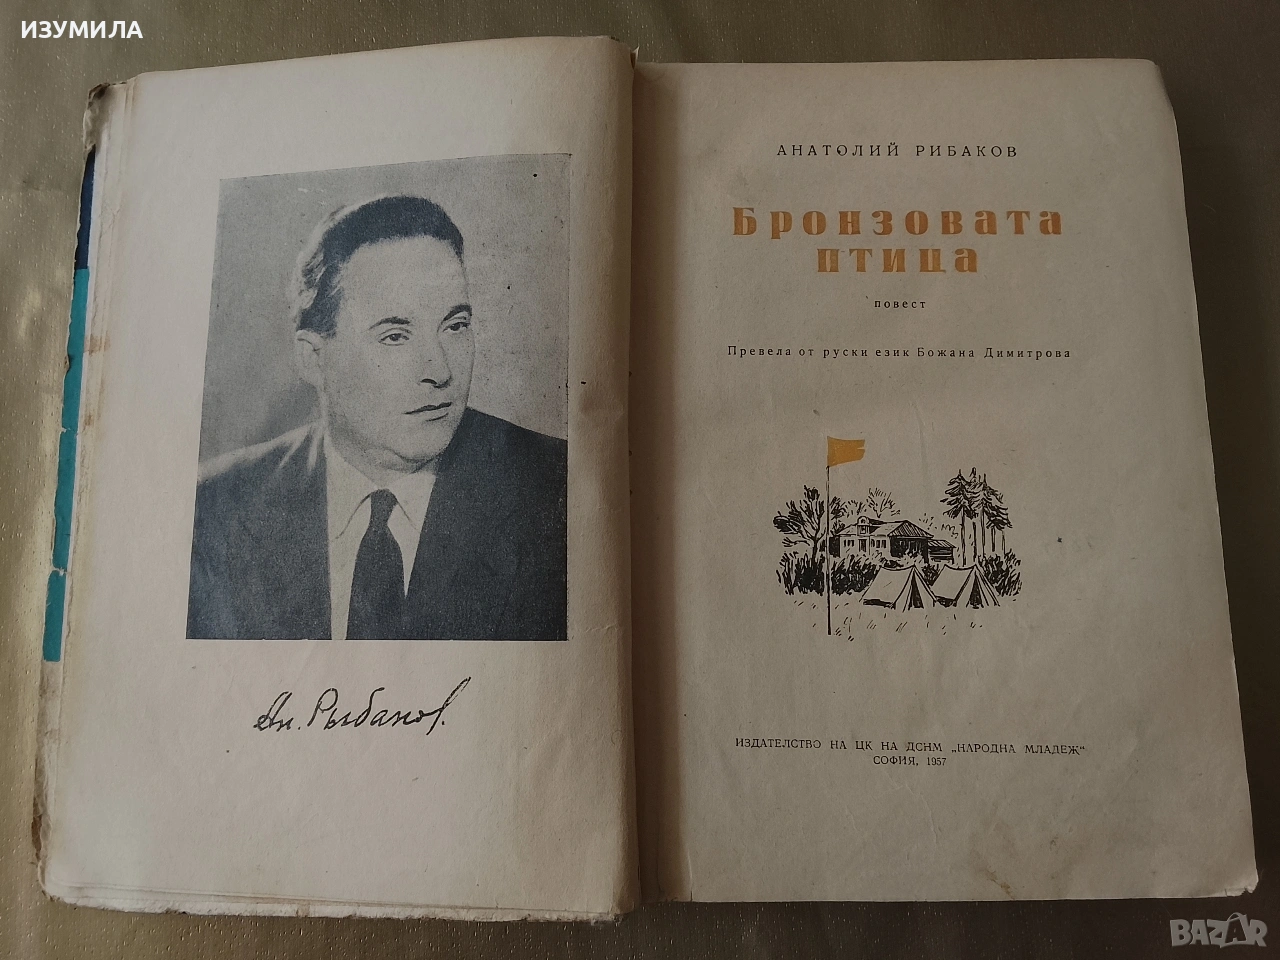 ИЗУМИЛА
Ан. Рыбаков.
АНАТОЛИЙ РИБАКОВ
Бронзовата
птица
повест
Превела от руски език Божана Димитрова
ИЗДАТЕЛСТВО НА ЦК НА ДСНМ „НАРОДНА МЛАДЕЖ“
СОФИЯ, 1957
BAZAR